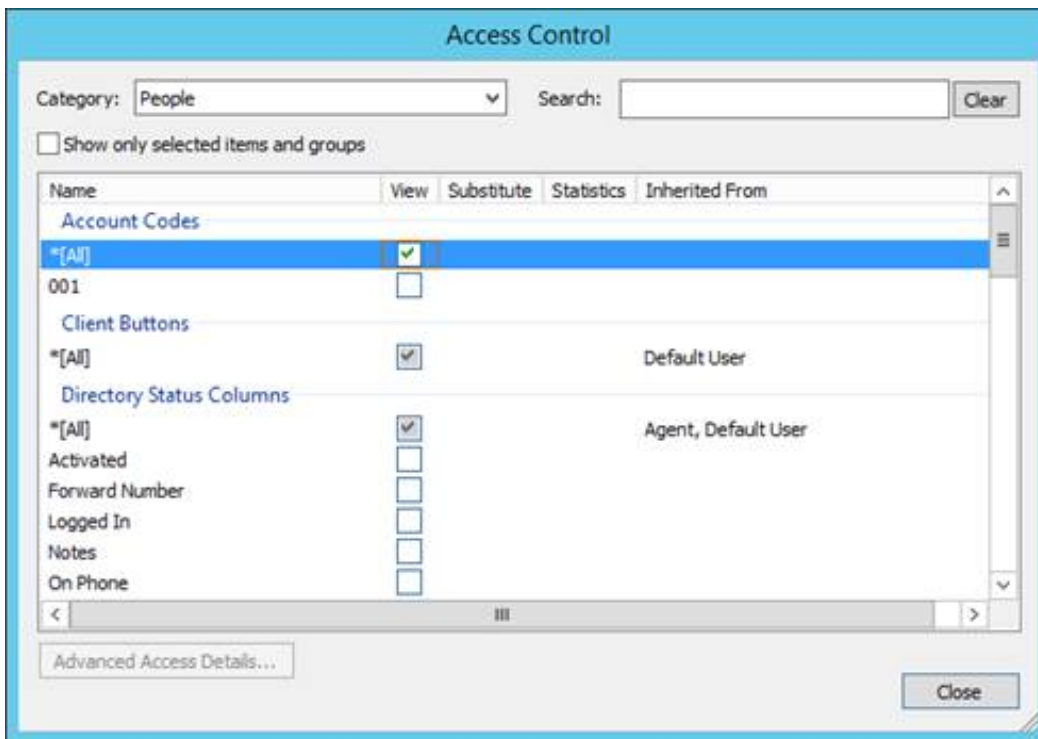 Access Control
Category: People Search: Clear
Show only selected items and groups
Name View Substitute Statistics Inherited From
Account Codes
*[All]
001
Client Buttons
*[All] Default User
Directory Status Columns
*[All] Agent, Default User
Activated
Forward Number
Logged In
Notes
On Phone
Advanced Access Details...
Close